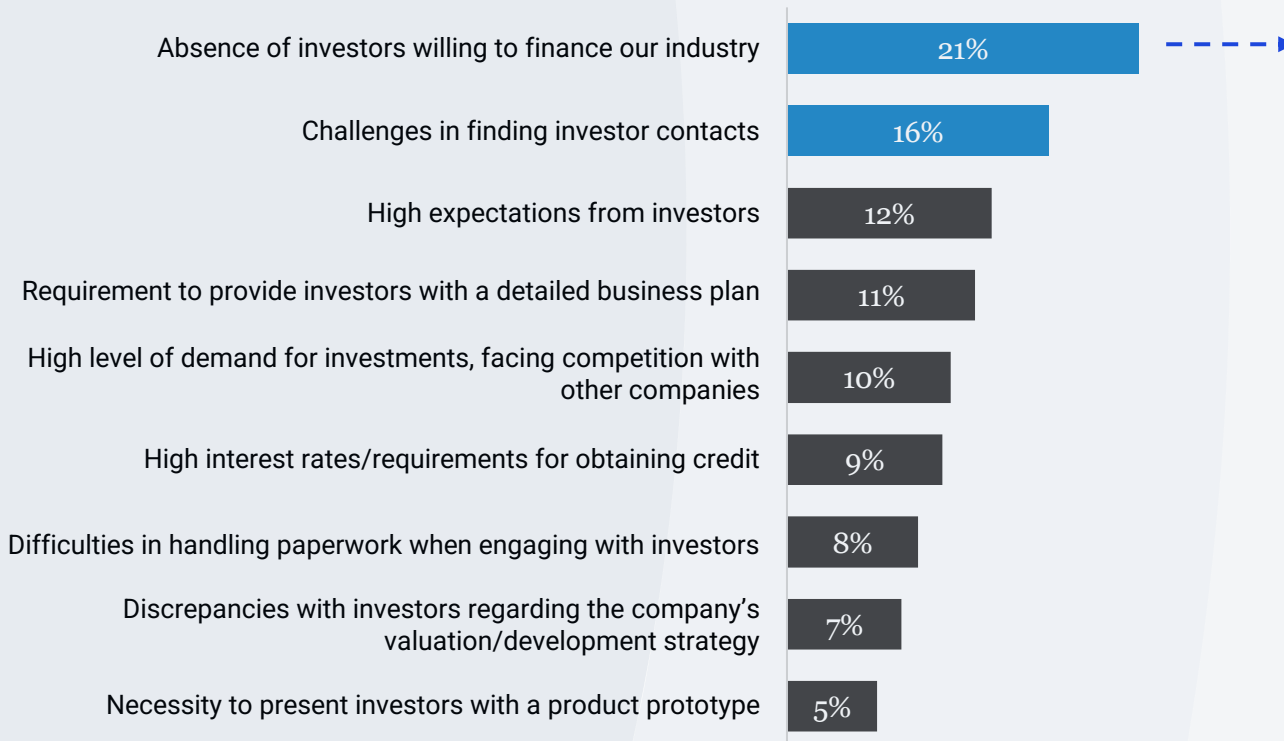 Absence of investors willing to finance our industry
21%
Challenges in finding investor contacts
16%
High expectations from investors
12%
Requirement to provide investors with a detailed business plan
11%
High level of demand for investments, facing competition with
other companies
10%
High interest rates/requirements for obtaining credit
9%
Difficulties in handling paperwork when engaging with investors
8%
Discrepancies with investors regarding the company’s
valuation/development strategy
7%
Necessity to present investors with a product prototype
5%